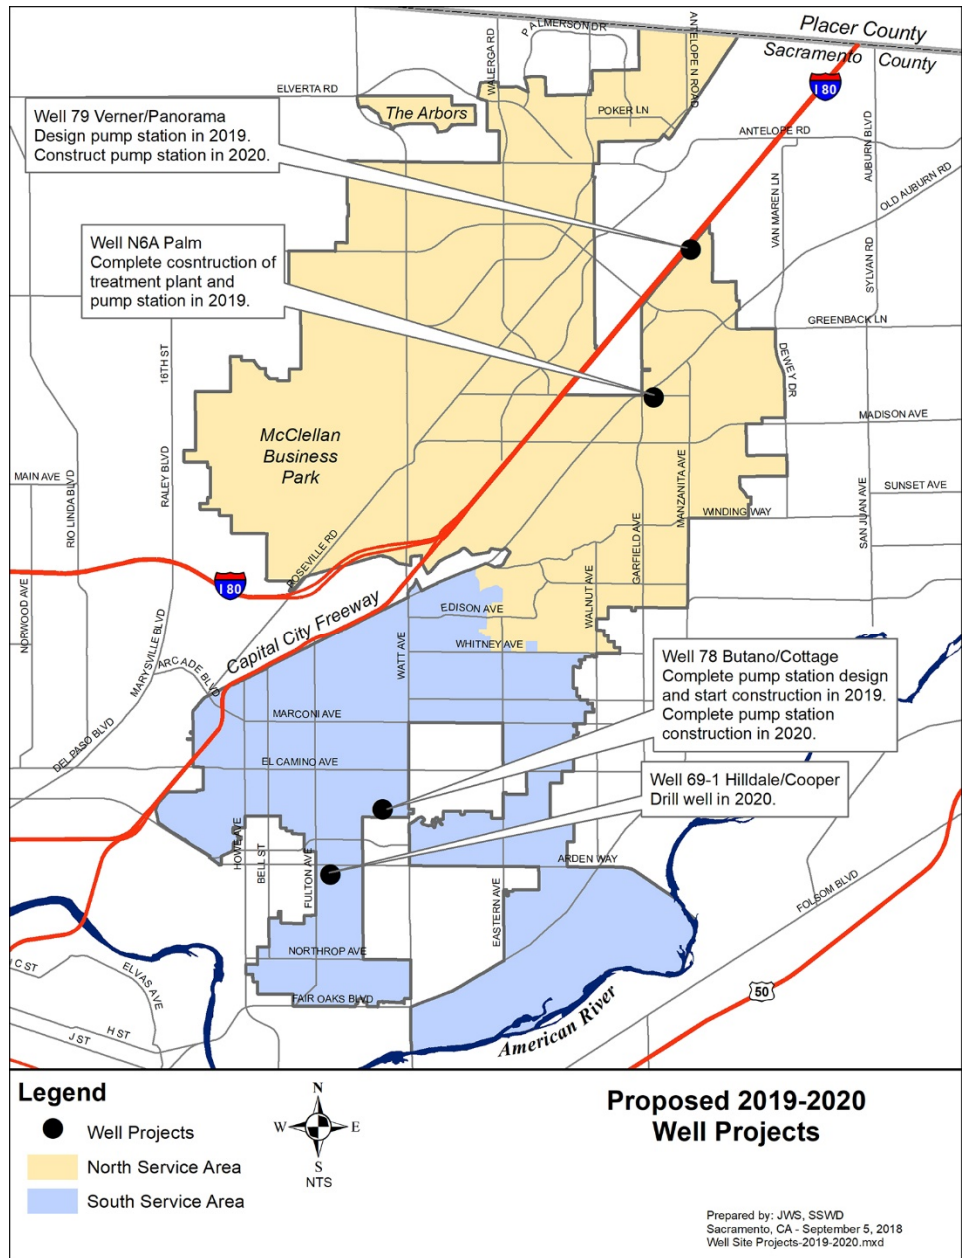 Placer County
Sacramento County
I 80
PALMERSON DR
WALERGA RD
ANTELOPE N ROAD
ELVERTA RD
The Arbors
POKER LN
ANTELOPE RD
AUBURN BLVD
OLD AUBURN RD
VAN MAREN LN
SYLVAN RD
Well 79 Verner/Panorama
Design pump station in 2019.
Construct pump station in 2020.
Well N6A Palm
Complete cosntruction of
treatment plant and
pump station in 2019.
GREENBACK LN
16TH ST
DEWEY DR
MADISON AVE
McClellan
Business
Park
MAIN AVE
RIO LINDA BLVD
RALEY BLVD
MANZANITA AVE
SUNSET AVE
SAN JUAN AVE
WINDING WAY
ROSEVILLE RD
GARFIELD AVE
I 80
NORWOOD AVE
MARYSVILLE BLVD
Capital City Freeway
EDISON AVE
WALNUT AVE
WATT AVE
WHITNEY AVE
ARCADE BLVD
Well 78 Butano/Cottage
Complete pump station design
and start construction in 2019.
Complete pump station
construction in 2020.
MARCONI AVE
DEL PASO BLVD
EL CAMINO AVE
Well 69-1 Hilldale/Cooper
Drill well in 2020.
HOWE AVE
BELL ST
FULTON AVE
ARDEN WAY
FOLSOM BLVD
EASTERN AVE
NORTHROP AVE
C ST
ELVAS AVE
FAIR OAKS BLVD
50
H ST
J ST
American River
Legend
Well Projects
North Service Area
South Service Area
N
W
E
S
NTS
Proposed 2019-2020
Well Projects
Prepared by: JWS, SSWD
Sacramento, CA - September 5, 2018
Well Site Projects-2019-2020.mxd